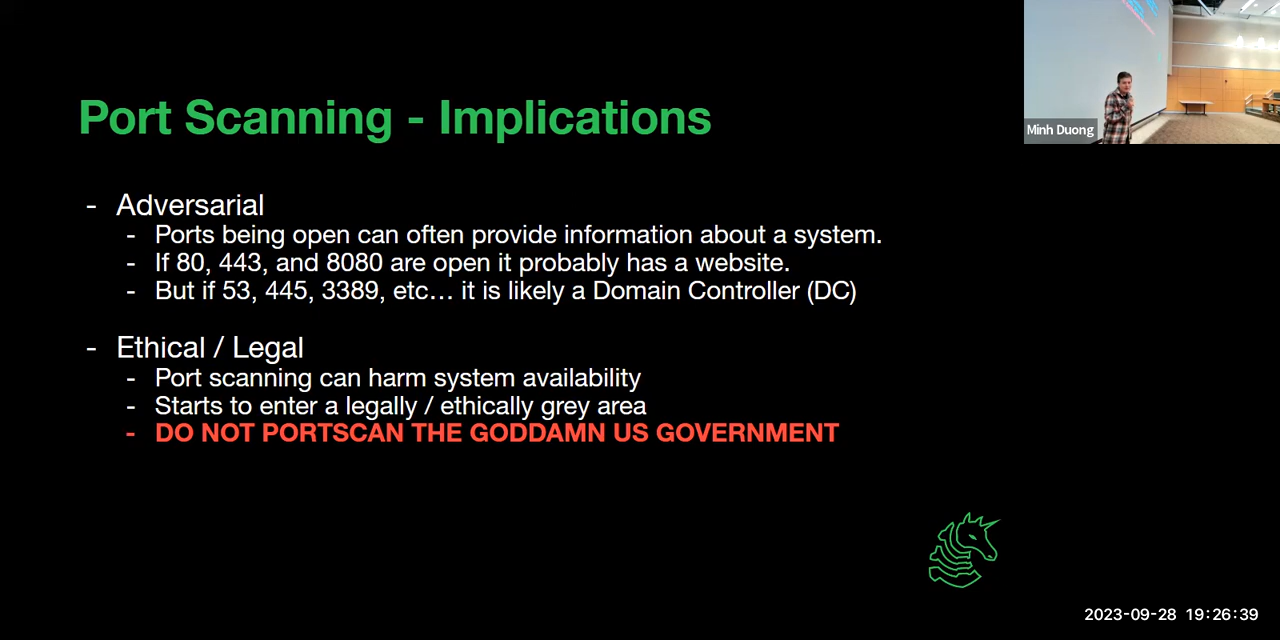 Port Scanning - Implications
Minh Duong
- Adversarial
- Ports being open can often provide information about a system.
- If 80, 443, and 8080 are open it probably has a website.
- But if 53, 445, 3389, etc… it is likely a Domain Controller (DC)
- Ethical / Legal
- Port scanning can harm system availability
- Starts to enter a legally / ethically grey area
- DO NOT PORTSCAN THE GODDAMN US GOVERNMENT
2023-09-28 19:26:39